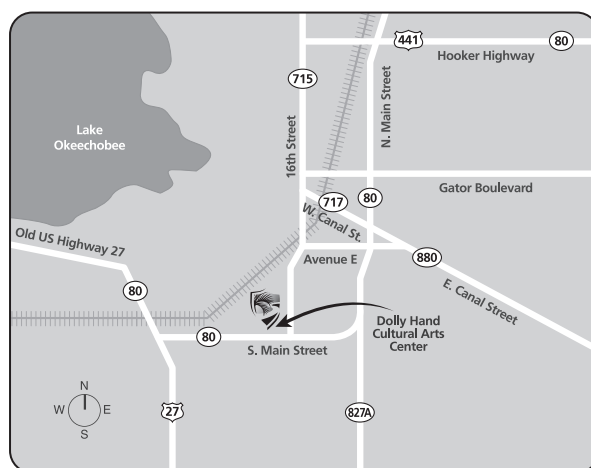 441
80
Hooker Highway
715
N. Main Street
16th Street
Lake
Okeechobee
717
80
Gator Boulevard
W. Canal St.
Old US Highway 27
Avenue E
880
E. Canal Street
80
80
S. Main Street
Dolly Hand
Cultural Arts
Center
N
W E
S
27
827A